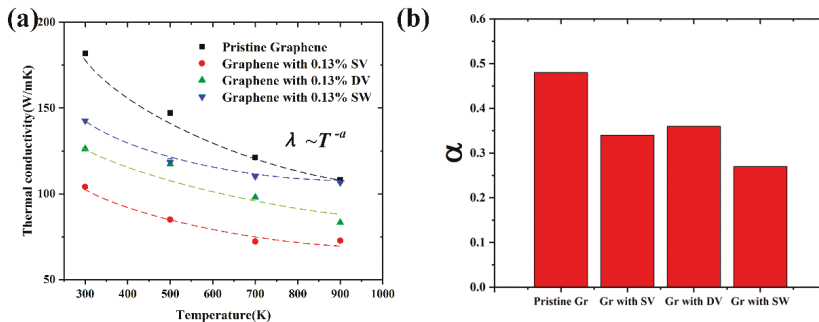 (a)
200
150
100
50
Thermal conductivity(W/mK)
Pristine Graphene
Graphene with 0.13% SV
Graphene with 0.13% DV
Graphene with 0.13% SW
λ ~T^-a
300 400 500 600 700 800 900 1000
Temperature(K)
(b)
0.6
0.5
0.4
0.3
0.2
0.1
0.0
α
Pristine Gr Gr with SV Gr with DV Gr with SW